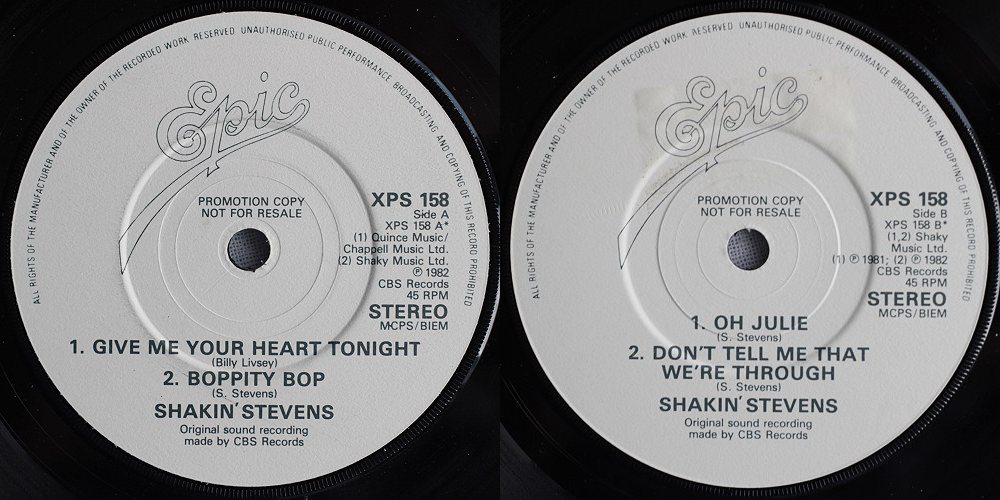 ALL RIGHTS OF THE MANUFACTURER AND OF THE OWNER OF THE RECORDED WORK RESERVED UNAUTHORISED PUBLIC PERFORMANCE BROADCASTING AND COPYING OF THIS RECORD PROHIBITED
Epic
PROMOTION COPY
NOT FOR RESALE
XPS 158
Side A
XPS 158 A*
(1) Quince Music/
Chappell Music Ltd.
(2) Shaky Music Ltd.
℗ 1982
CBS Records
45 RPM
STEREO
MCPS/BIEM
1. GIVE ME YOUR HEART TONIGHT
(Billy Livsey)
2. BOPPITY BOP
(S. Stevens)
SHAKIN' STEVENS
Original sound recording
made by CBS Records
ALL RIGHTS OF THE MANUFACTURER AND OF THE OWNER OF THE RECORDED WORK RESERVED UNAUTHORISED PUBLIC PERFORMANCE BROADCASTING AND COPYING OF THIS RECORD PROHIBITED
Epic
PROMOTION COPY
NOT FOR RESALE
XPS 158
Side B
XPS 158 B*
(1,2) Shaky
Music Ltd.
(1) ℗ 1981; (2) ℗ 1982
CBS Records
45 RPM
STEREO
MCPS/BIEM
1. OH JULIE
(S. Stevens)
2. DON'T TELL ME THAT
WE'RE THROUGH
(S. Stevens)
SHAKIN' STEVENS
Original sound recording
made by CBS Records